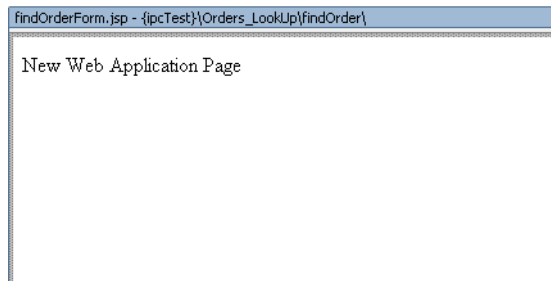 findOrderForm.jsp - {ipcTest}\Orders_LookUp\findOrder\
New Web Application Page